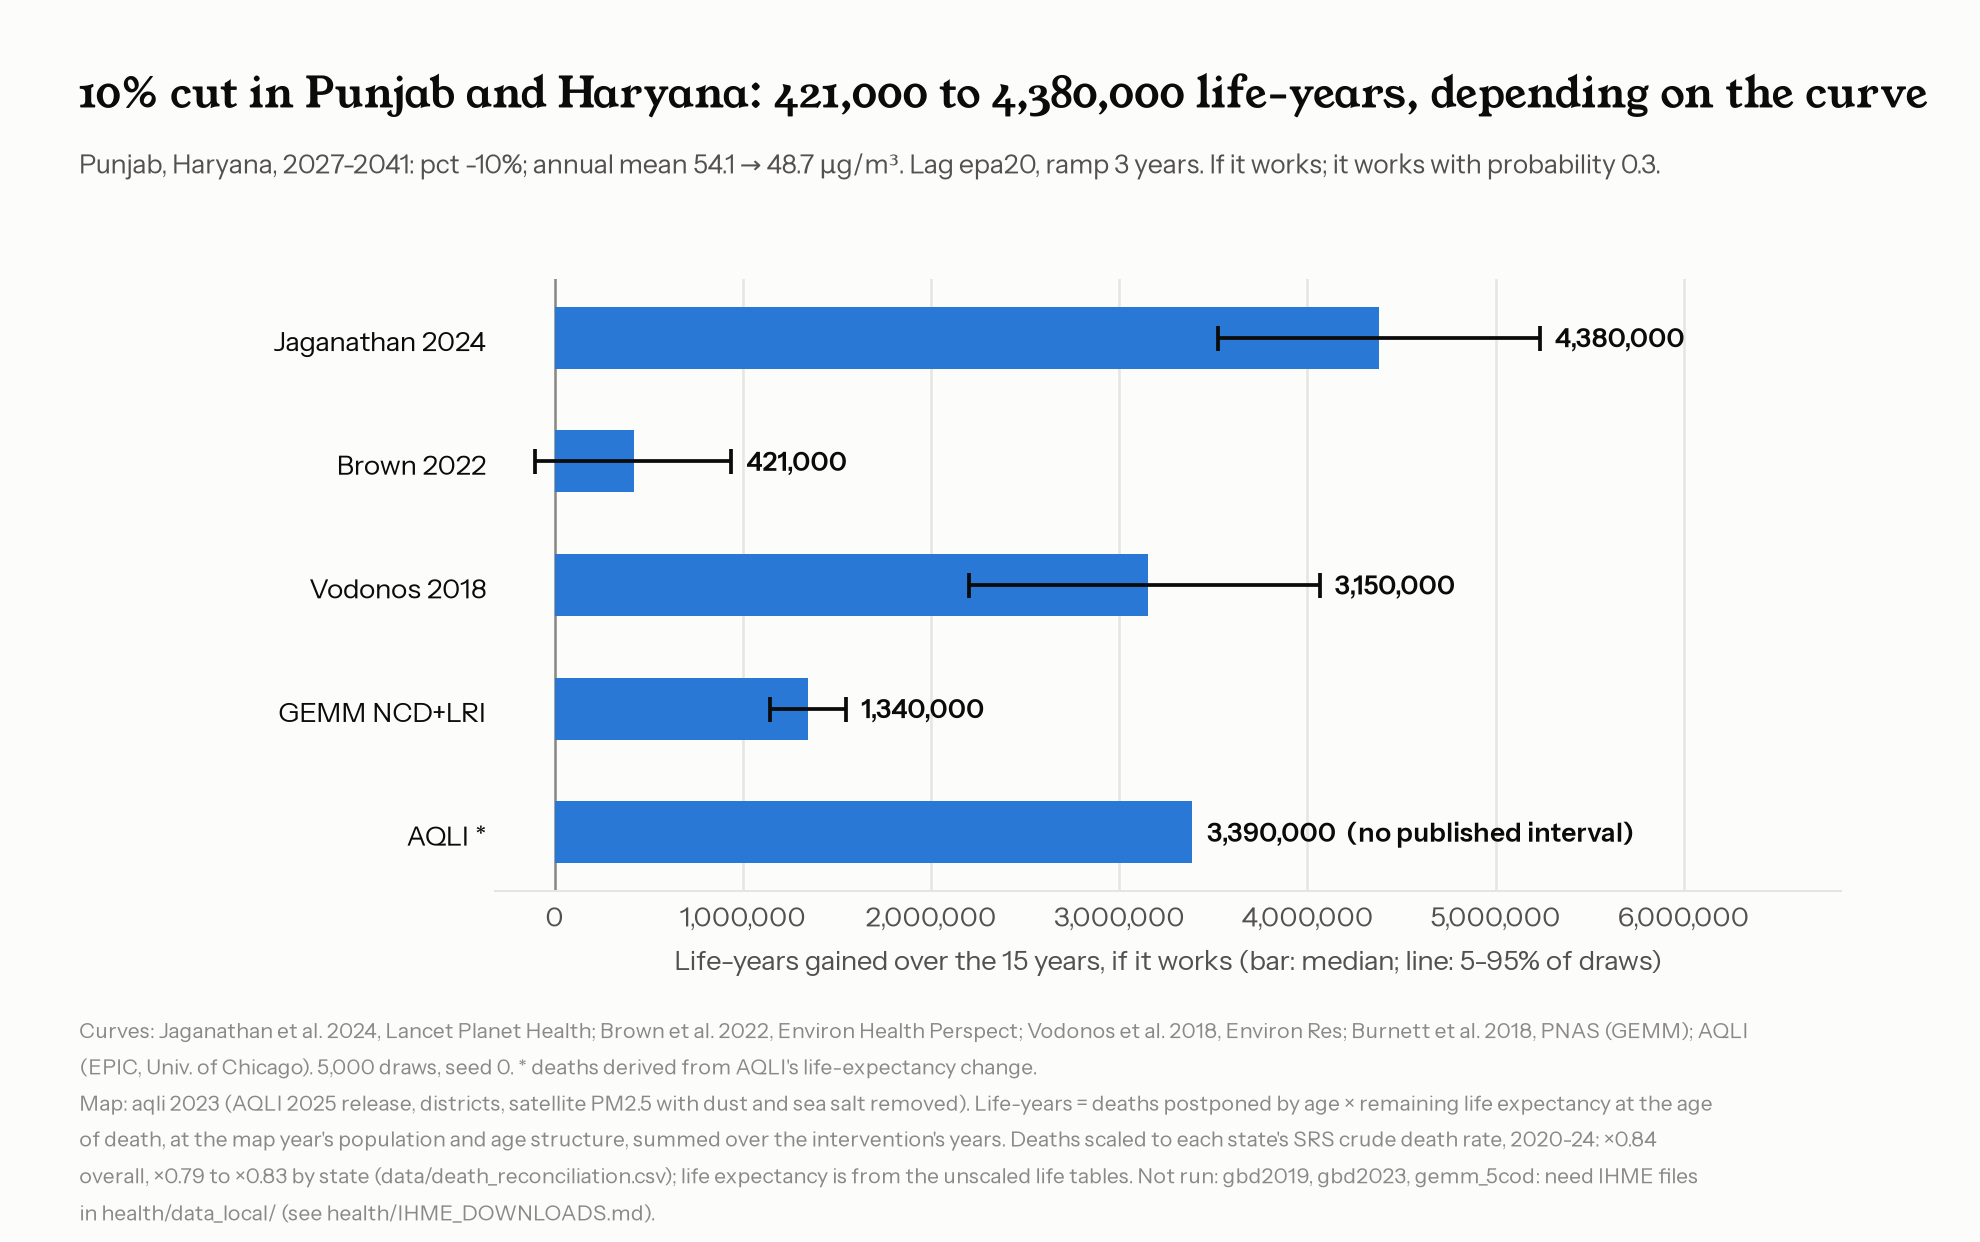 10% cut in Punjab and Haryana: 421,000 to 4,380,000 life-years, depending on the curve
Punjab, Haryana, 2027-2041: pct -10%; annual mean 54.1 → 48.7 µg/m³. Lag epa20, ramp 3 years. If it works; it works with probability 0.3.
Jaganathan 2024
4,380,000
Brown 2022
421,000
Vodonos 2018
3,150,000
GEMM NCD+LRI
1,340,000
AQLI *
3,390,000 (no published interval)
0 1,000,000 2,000,000 3,000,000 4,000,000 5,000,000 6,000,000
Life-years gained over the 15 years, if it works (bar: median; line: 5-95% of draws)
Curves: Jaganathan et al. 2024, Lancet Planet Health; Brown et al. 2022, Environ Health Perspect; Vodonos et al. 2018, Environ Res; Burnett et al. 2018, PNAS (GEMM); AQLI
(EPIC, Univ. of Chicago). 5,000 draws, seed 0. * deaths derived from AQLI's life-expectancy change.
Map: aqli 2023 (AQLI 2025 release, districts, satellite PM2.5 with dust and sea salt removed). Life-years = deaths postponed by age × remaining life expectancy at the age
of death, at the map year's population and age structure, summed over the intervention's years. Deaths scaled to each state's SRS crude death rate, 2020-24: ×0.84
overall, ×0.79 to ×0.83 by state (data/death_reconciliation.csv); life expectancy is from the unscaled life tables. Not run: gbd2019, gbd2023, gemm_5cod: need IHME files
in health/data_local/ (see health/IHME_DOWNLOADS.md).